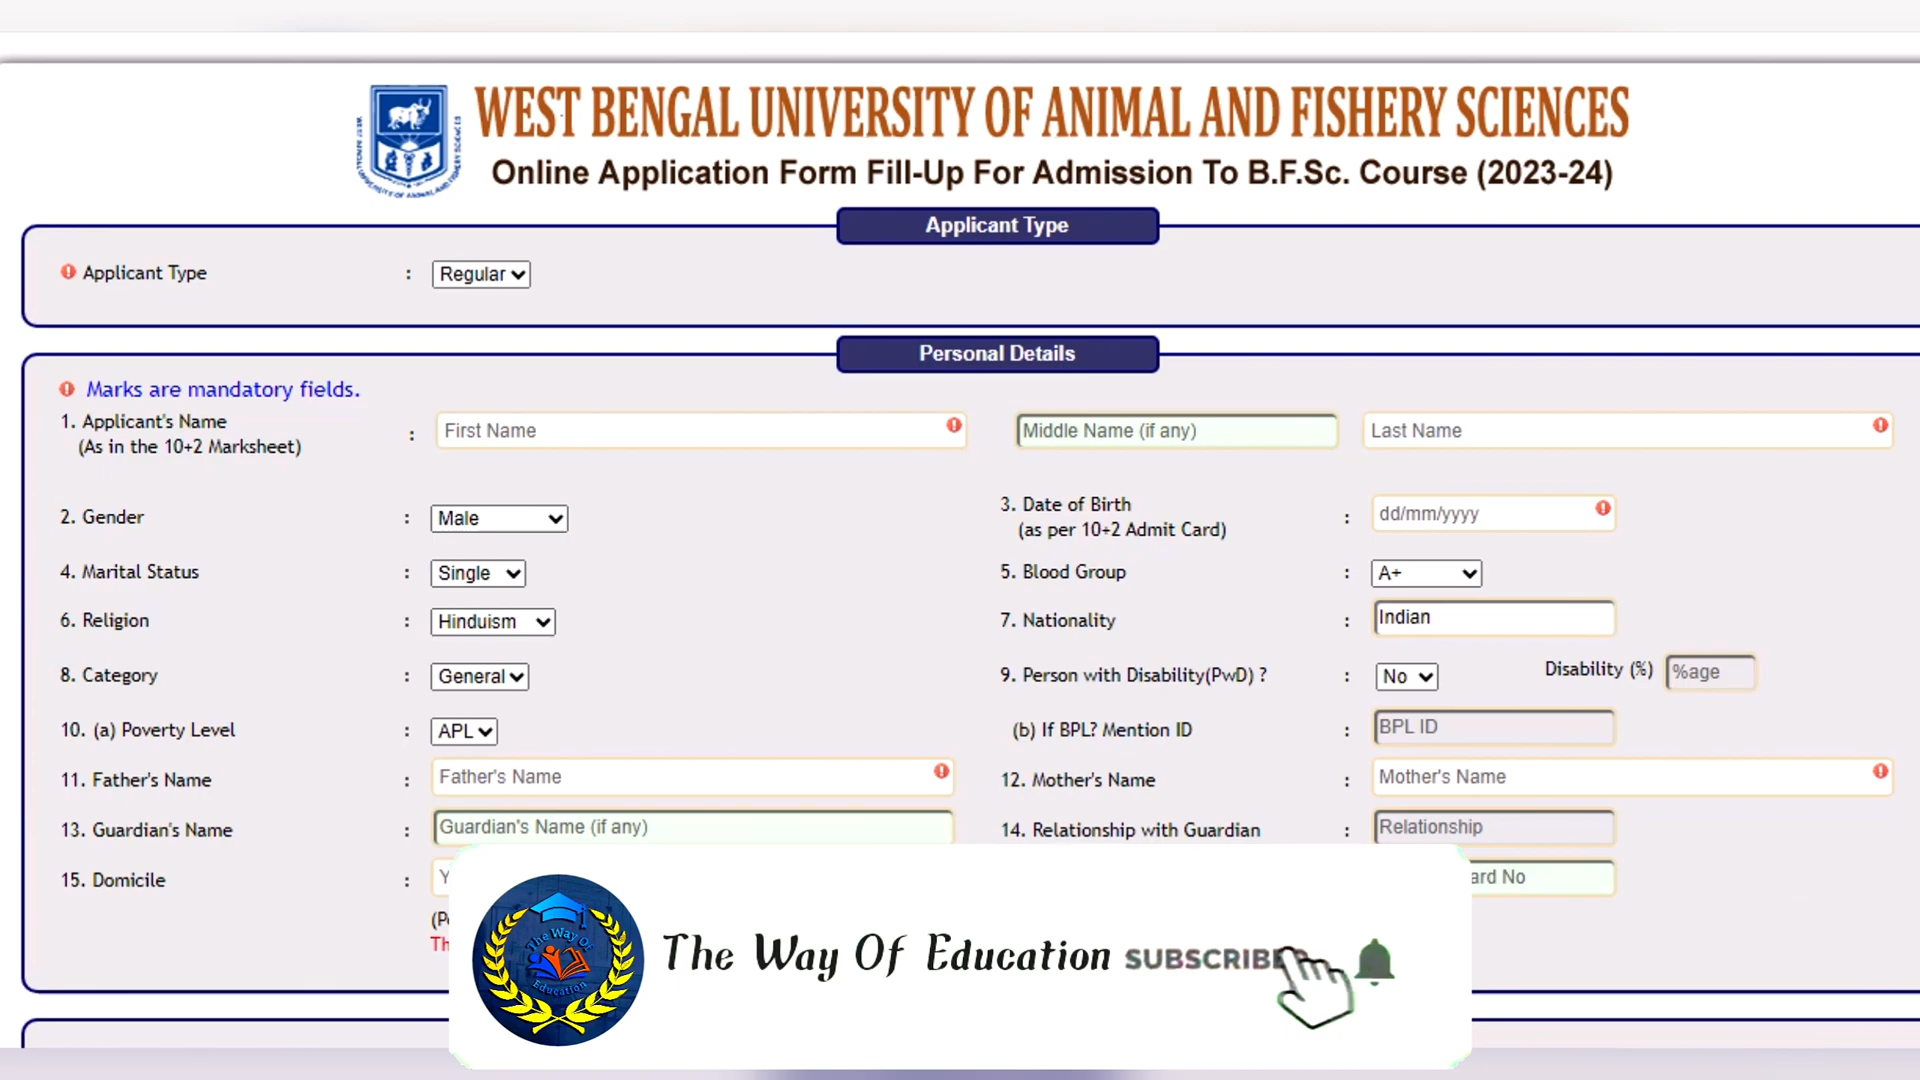 WEST BENGAL UNIVERSITY OF ANIMAL AND FISHERY SCIENCES
Online Application Form Fill-Up For Admission To B.F.Sc. Course (2023-24)
Applicant Type
Applicant Type : Regular
Personal Details
Marks are mandatory fields.
1. Applicant's Name : First Name Middle Name (if any) Last Name
(As in the 10+2 Marksheet)
2. Gender : Male 3. Date of Birth : dd/mm/yyyy
(as per 10+2 Admit Card)
4. Marital Status : Single 5. Blood Group : A+
6. Religion : Hinduism 7. Nationality : Indian
8. Category : General 9. Person with Disability(PwD) ? : No Disability (%) %age
10. (a) Poverty Level : APL (b) If BPL? Mention ID : BPL ID
11. Father's Name : Father's Name 12. Mother's Name : Mother's Name
13. Guardian's Name : Guardian's Name (if any) 14. Relationship with Guardian : Relationship
15. Domicile : Y ard No
The Way Of Education
The Way Of Education SUBSCRIBE